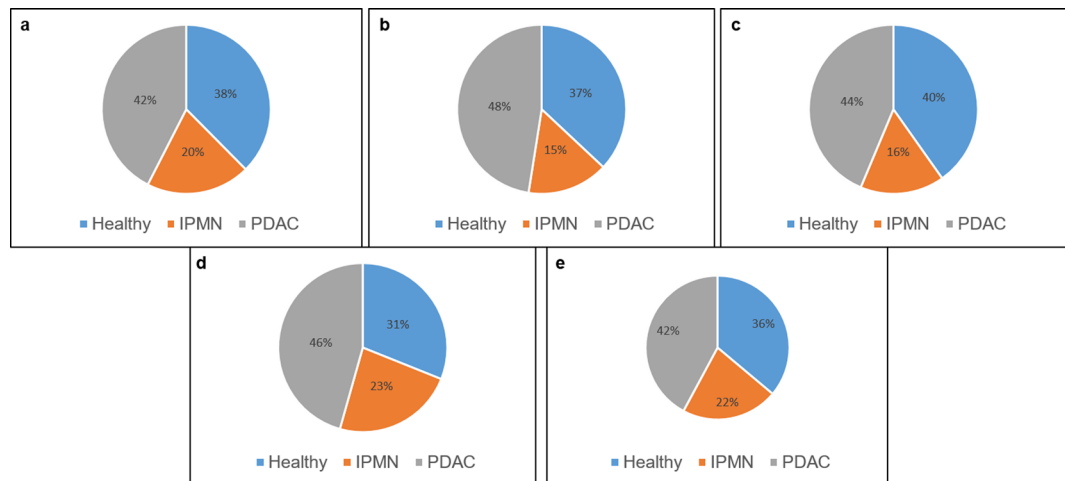 a
38%
20%
42%
Healthy IPMN PDAC
b
37%
15%
48%
Healthy IPMN PDAC
c
40%
16%
44%
Healthy IPMN PDAC
d
31%
23%
46%
Healthy IPMN PDAC
e
36%
22%
42%
Healthy IPMN PDAC